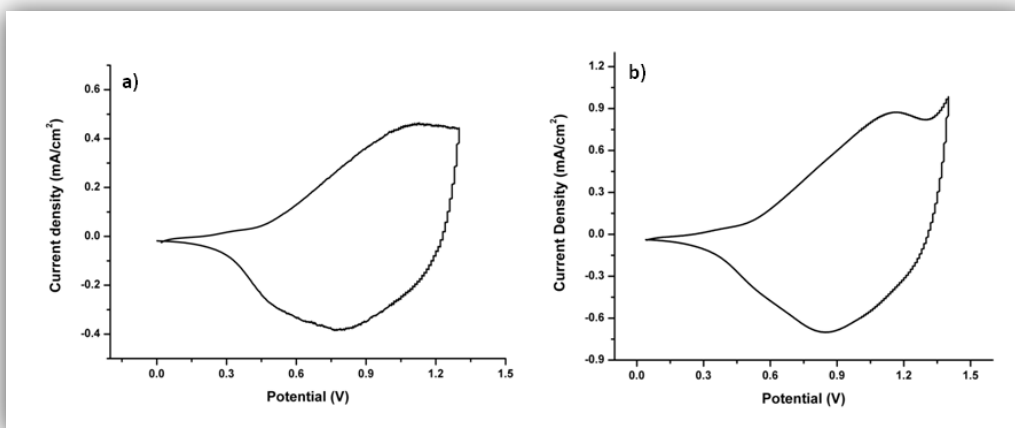 a)
0.6
0.4
0.2
0.0
-0.2
-0.4
0.0 0.3 0.6 0.9 1.2 1.5
Current density (mA/cm²)
Potential (V)
b)
1.2
0.9
0.6
0.3
0.0
-0.3
-0.6
-0.9
0.0 0.3 0.6 0.9 1.2 1.5
Current Density (mA/cm²)
Potential (V)